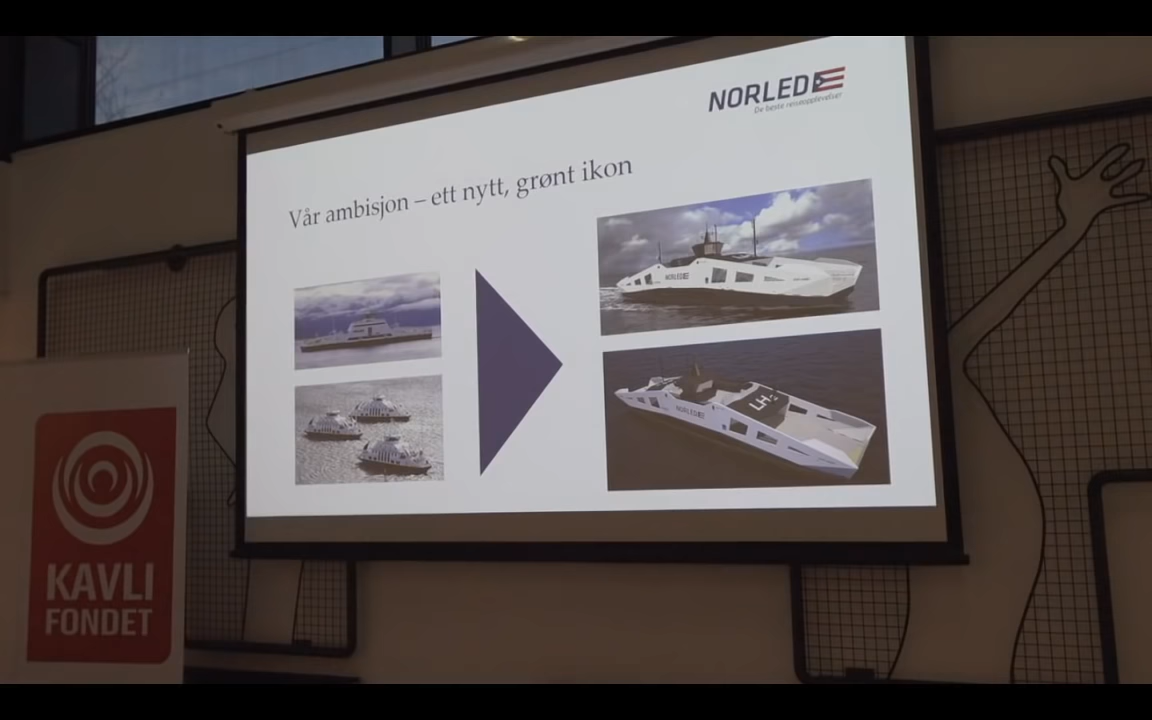 NORLED
De beste reiseopplevelser
Vår ambisjon – ett nytt, grønt ikon
NORLED
NORLED
LH₂
KAVLI
FONDET